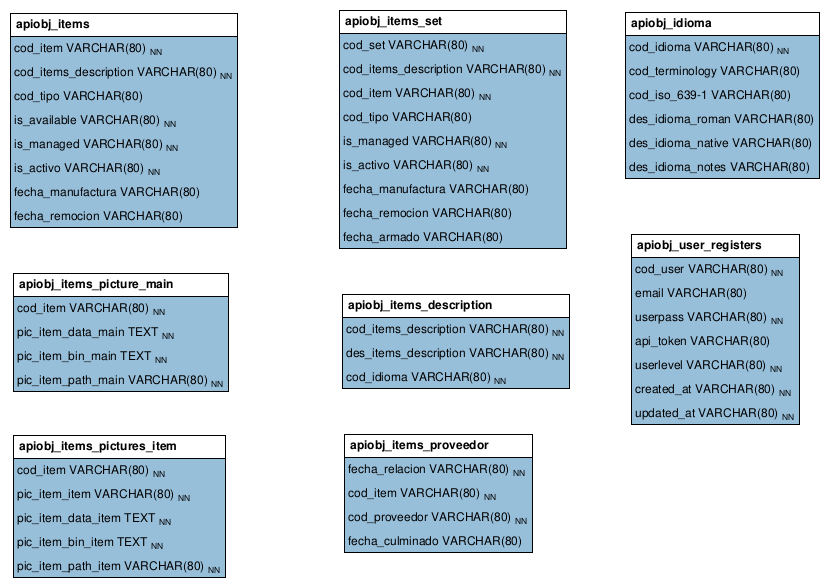 apiobj_items
cod_item VARCHAR(80) NN
cod_items_description VARCHAR(80) NN
cod_tipo VARCHAR(80)
is_available VARCHAR(80) NN
is_managed VARCHAR(80) NN
is_activo VARCHAR(80) NN
fecha_manufactura VARCHAR(80)
fecha_remocion VARCHAR(80)
apiobj_items_set
cod_set VARCHAR(80) NN
cod_items_description VARCHAR(80) NN
cod_item VARCHAR(80) NN
cod_tipo VARCHAR(80)
is_managed VARCHAR(80) NN
is_activo VARCHAR(80) NN
fecha_manufactura VARCHAR(80)
fecha_remocion VARCHAR(80)
fecha_armado VARCHAR(80)
apiobj_idioma
cod_idioma VARCHAR(80) NN
cod_terminology VARCHAR(80)
cod_iso_639-1 VARCHAR(80)
des_idioma_roman VARCHAR(80)
des_idioma_native VARCHAR(80)
des_idioma_notes VARCHAR(80)
apiobj_items_picture_main
cod_item VARCHAR(80) NN
pic_item_data_main TEXT NN
pic_item_bin_main TEXT NN
pic_item_path_main VARCHAR(80) NN
apiobj_items_description
cod_items_description VARCHAR(80) NN
des_items_description VARCHAR(80) NN
cod_idioma VARCHAR(80) NN
apiobj_user_registers
cod_user VARCHAR(80) NN
email VARCHAR(80)
userpass VARCHAR(80) NN
api_token VARCHAR(80)
userlevel VARCHAR(80) NN
created_at VARCHAR(80) NN
updated_at VARCHAR(80) NN
apiobj_items_pictures_item
cod_item VARCHAR(80) NN
pic_item_item VARCHAR(80) NN
pic_item_data_item TEXT NN
pic_item_bin_item TEXT NN
pic_item_path_item VARCHAR(80) NN
apiobj_items_proveedor
fecha_relacion VARCHAR(80) NN
cod_item VARCHAR(80) NN
cod_proveedor VARCHAR(80) NN
fecha_culminado VARCHAR(80)